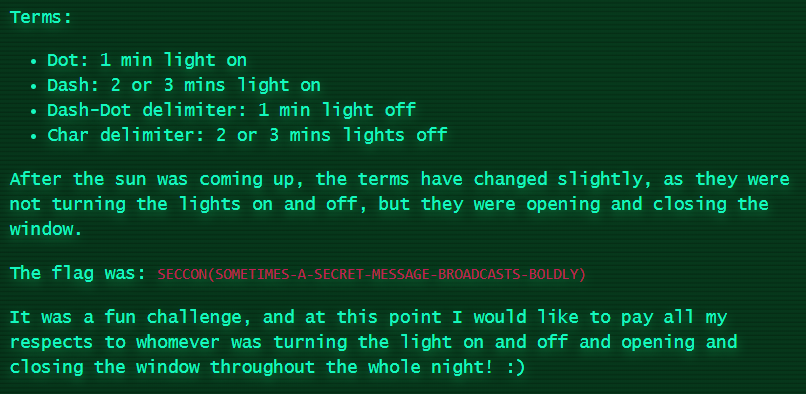 Terms:
• Dot: 1 min light on
• Dash: 2 or 3 mins light on
• Dash-Dot delimiter: 1 min light off
• Char delimiter: 2 or 3 mins lights off
After the sun was coming up, the terms have changed slightly, as they were
not turning the lights on and off, but they were opening and closing the
window.
The flag was: SECCON(SOMETIMES-A-SECRET-MESSAGE-BROADCASTS-BOLDLY)
It was a fun challenge, and at this point I would like to pay all my
respects to whomever was turning the light on and off and opening and
closing the window throughout the whole night! :)